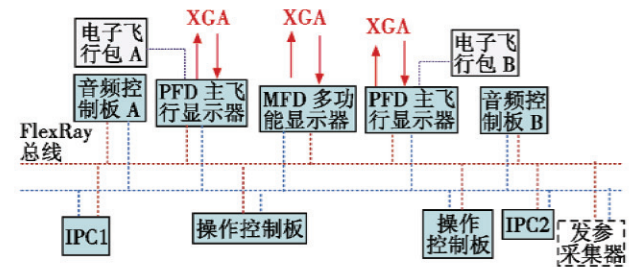 XGA
XGA
XGA
电子飞
行包 A
电子飞
行包 B
音频控
制板 A
PFD 主飞
行显示器
MFD 多功
能显示器
PFD 主飞
行显示器
音频控
制板 B
FlexRay
总线
IPC1
操作控制板
操作
控制板
IPC2
发参
采集器